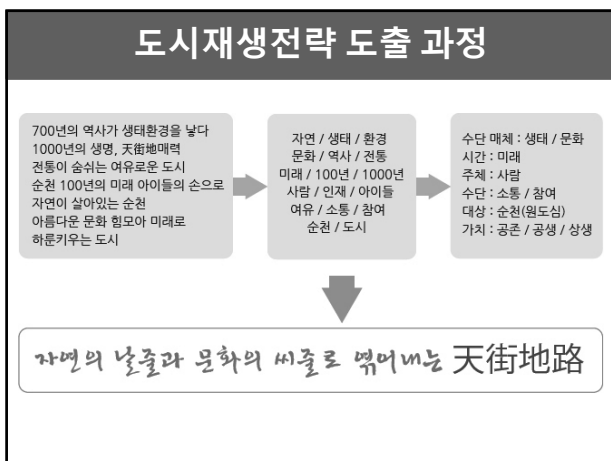 도시재생전략 도출 과정
700년의 역사가 생태환경을 낳다
1000년의 생명, 天街地매력
전통이 숨쉬는 여유로운 도시
순천 100년의 미래 아이들의 손으로
자연이 살아있는 순천
아름다운 문화 힘모아 미래로
하룬키우는 도시
자연 / 생태 / 환경
문화 / 역사 / 전통
미래 / 100년 / 1000년
사람 / 인재 / 아이들
여유 / 소통 / 참여
순천 / 도시
수단 매체 : 생태 / 문화
시간 : 미래
주체 : 사람
수단 : 소통 / 참여
대상 : 순천(원도심)
가치 : 공존 / 공생 / 상생
자연의 날줄과 문화의 씨줄로 엮어내는 天街地路